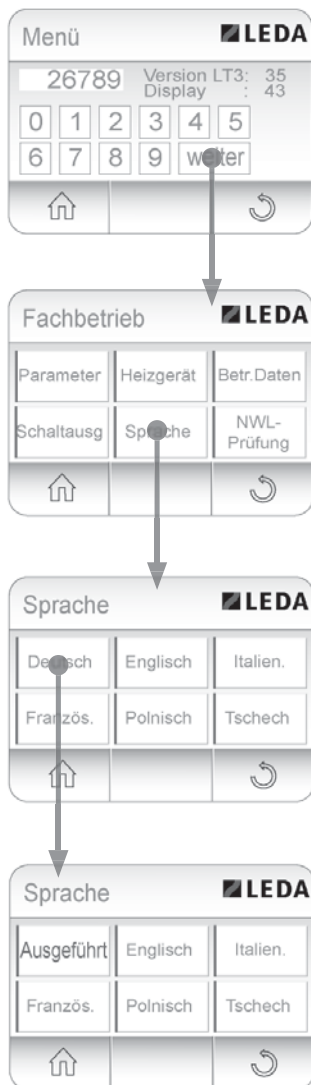 Menü LEDA
26789 Version LT3: 35
Display : 43
0 1 2 3 4 5
6 7 8 9 weiter
Fachbetrieb LEDA
Parameter Heizgerät Betr.Daten
Schaltausg Sprache NWL-
Prüfung
Sprache LEDA
Deutsch Englisch Italien.
Französ. Polnisch Tschech
Sprache LEDA
Ausgeführt Englisch Italien.
Französ. Polnisch Tschech